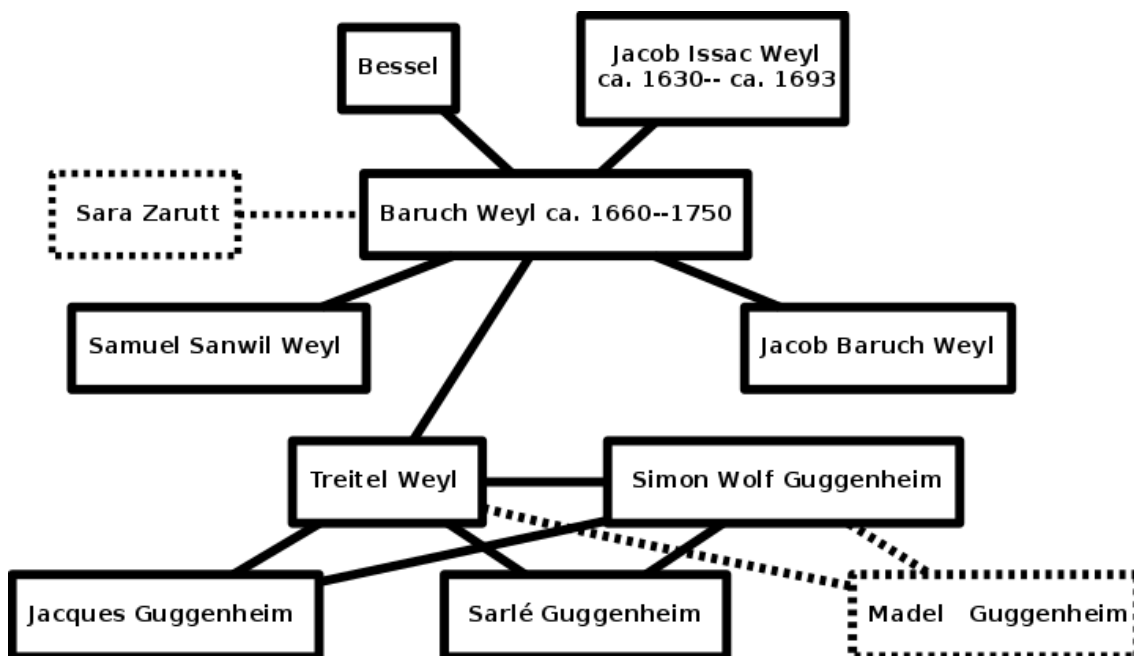 Bessel
Jacob Issac Weyl
ca. 1630-- ca. 1693
Sara Zarutt
Baruch Weyl ca. 1660--1750
Samuel Sanwil Weyl
Jacob Baruch Weyl
Treitel Weyl
Simon Wolf Guggenheim
Jacques Guggenheim
Sarlé Guggenheim
Madel Guggenheim